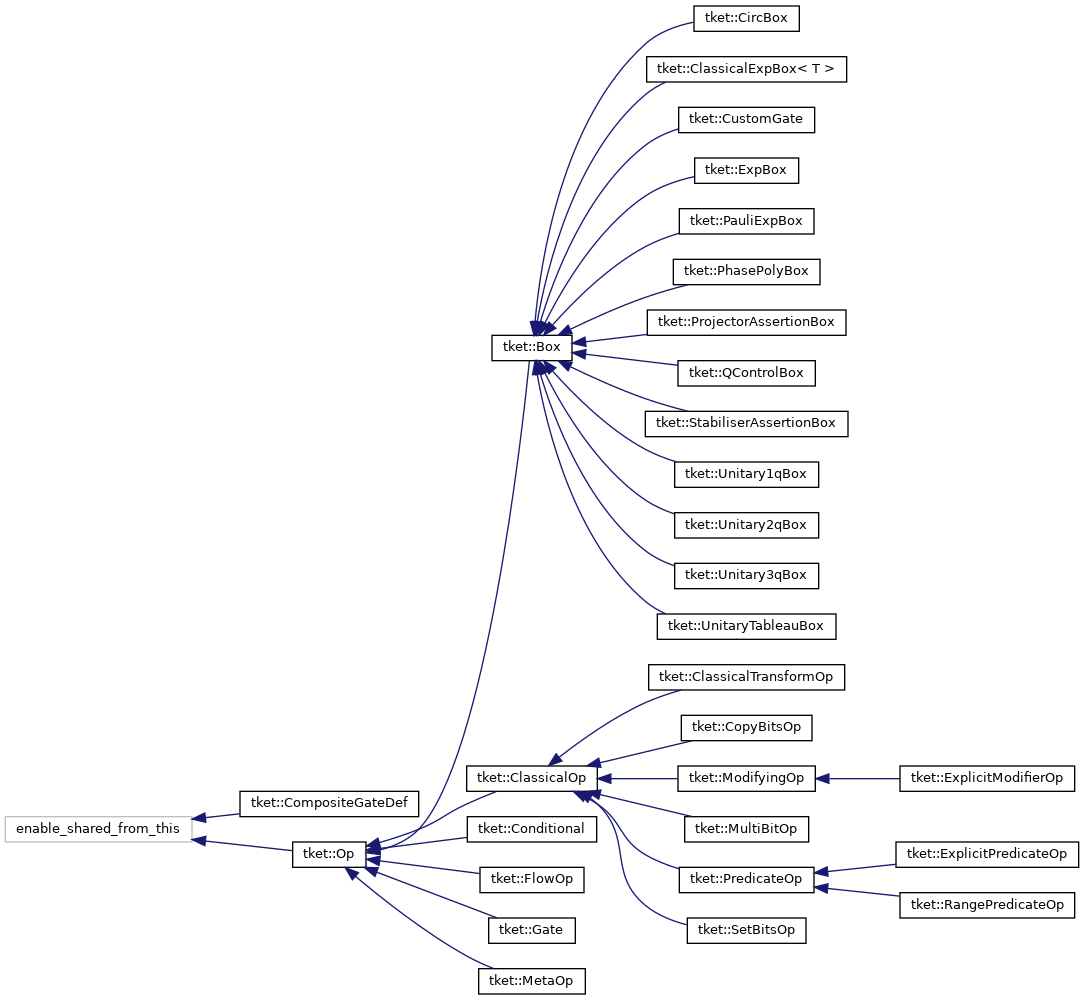 tket::CircBox
tket::ClassicalExpBox< T >
tket::CustomGate
tket::ExpBox
tket::PauliExpBox
tket::PhasePolyBox
tket::ProjectorAssertionBox
tket::Box
tket::QControlBox
tket::StabiliserAssertionBox
tket::Unitary1qBox
tket::Unitary2qBox
tket::Unitary3qBox
tket::UnitaryTableauBox
tket::ClassicalTransformOp
tket::CopyBitsOp
tket::ClassicalOp
tket::ModifyingOp
tket::ExplicitModifierOp
tket::CompositeGateDef
enable_shared_from_this
tket::Conditional
tket::MultiBitOp
tket::Op
tket::ExplicitPredicateOp
tket::FlowOp
tket::PredicateOp
tket::RangePredicateOp
tket::Gate
tket::SetBitsOp
tket::MetaOp